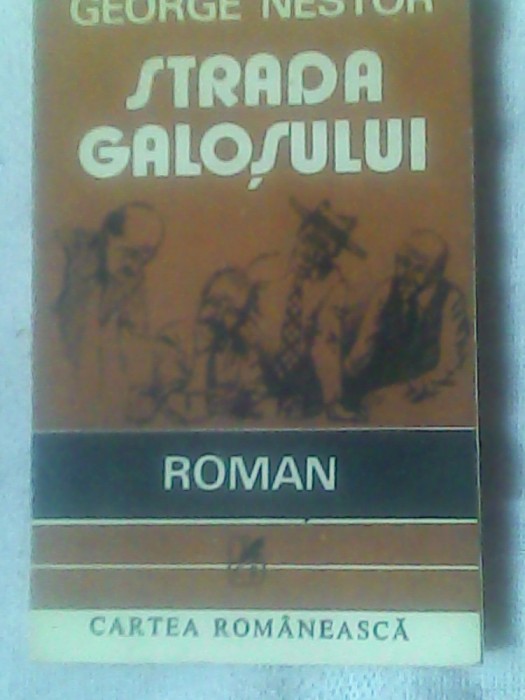 GEORGE NESTOR
STRADA
GALOȘULUI
ROMAN
CARTEA ROMÂNEASCĂ